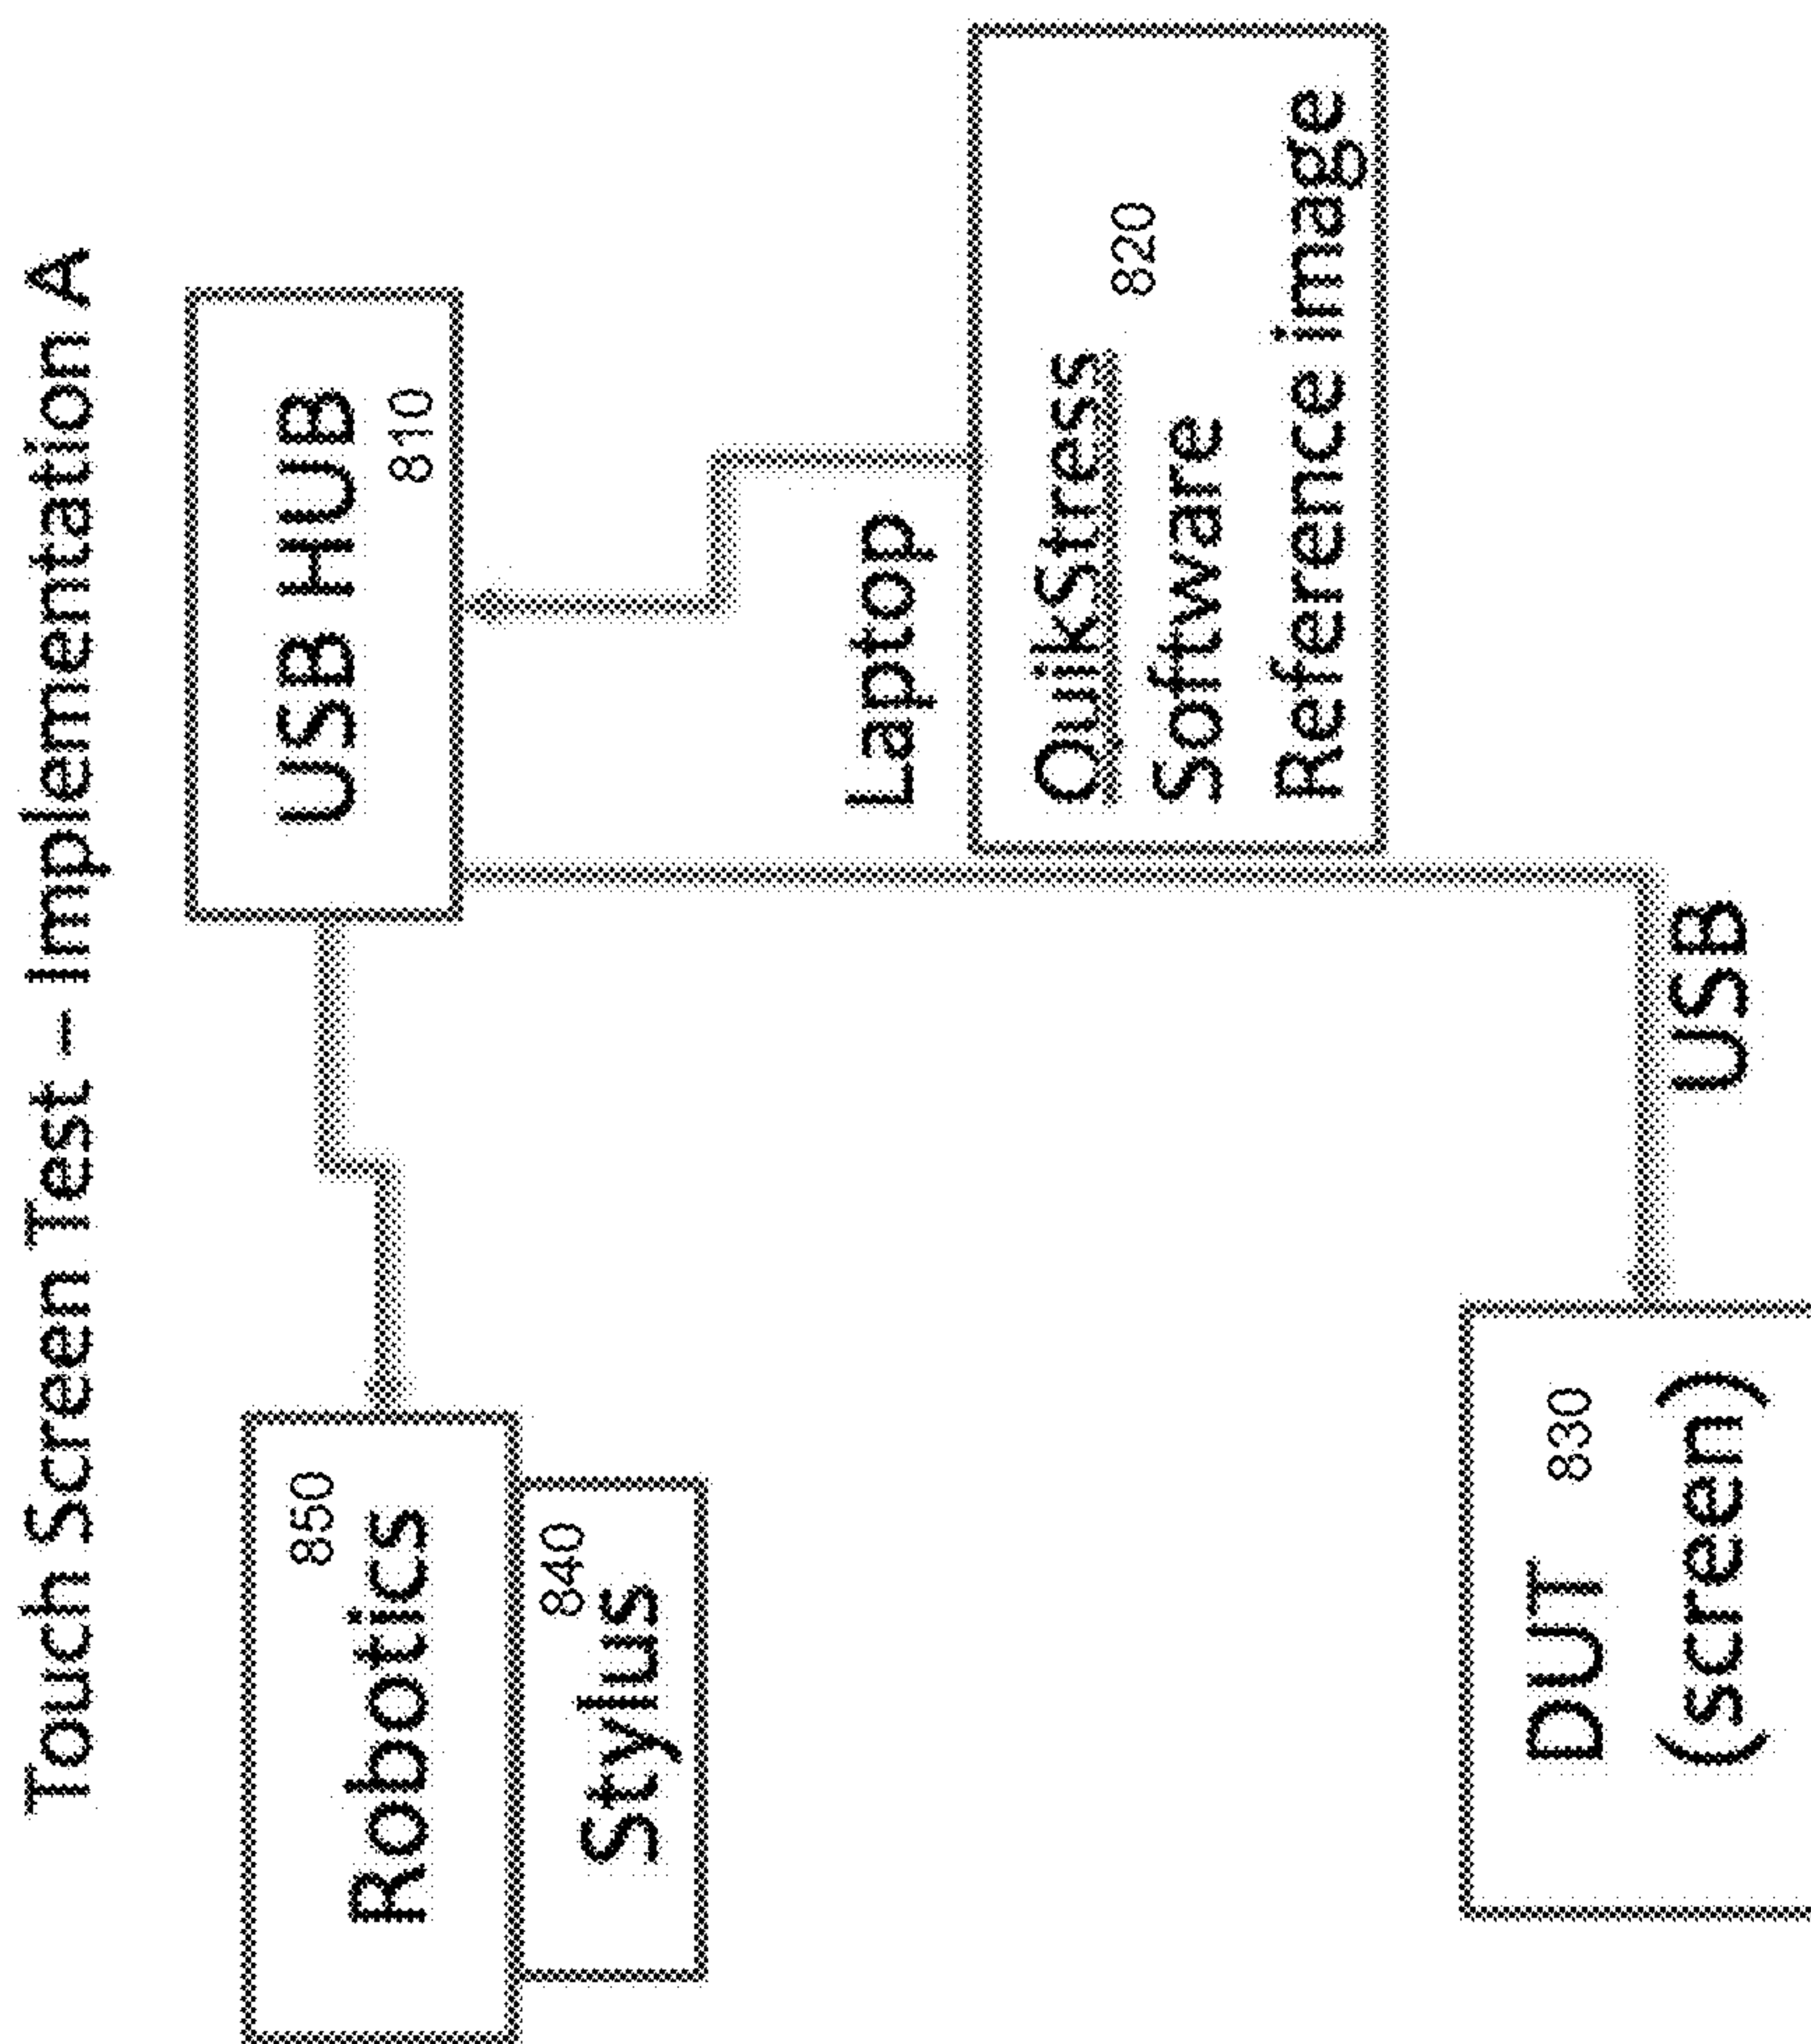 Touch Screen Test – Implementation A
850
Robotics
840
Stylus
USB HUB
810
Laptop
QuikStress
820
Software
Reference image
DUT 830
(screen)
USB